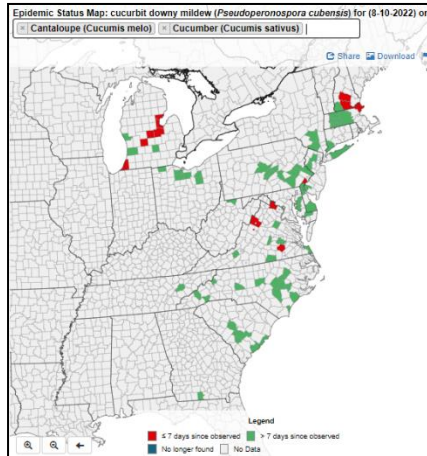 Epidemic Status Map: cucurbit downy mildew (Pseudoperonospora cubensis) for (8-10-2022) on
× Cantaloupe (Cucumis melo) × Cucumber (Cucumis sativus)
Share Download
Legend
≤ 7 days since observed > 7 days since observed
No longer found No Data